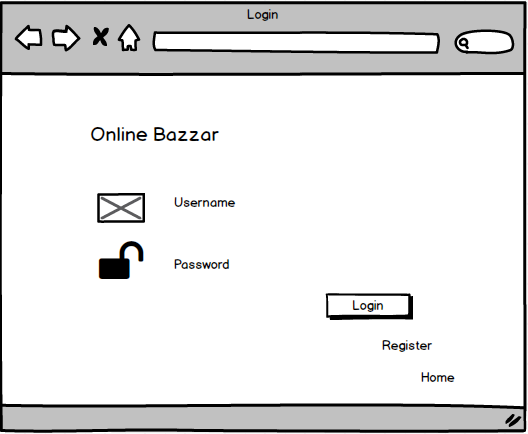 Login
Online Bazzar
Username
Password
Login
Register
Home